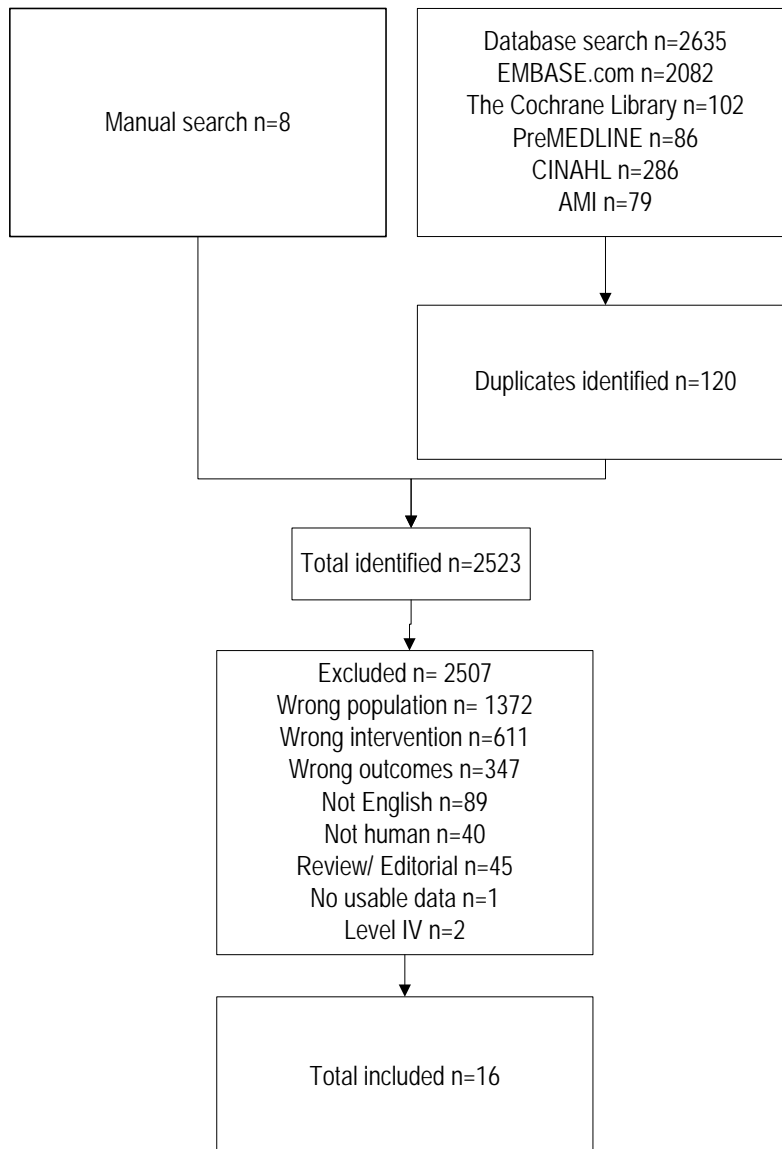 Manual search n=8
Database search n=2635
EMBASE.com n=2082
The Cochrane Library n=102
PreMEDLINE n=86
CINAHL n=286
AMI n=79
Duplicates identified n=120
Total identified n=2523
Excluded n= 2507
Wrong population n= 1372
Wrong intervention n=611
Wrong outcomes n=347
Not English n=89
Not human n=40
Review/ Editorial n=45
No usable data n=1
Level IV n=2
Total included n=16